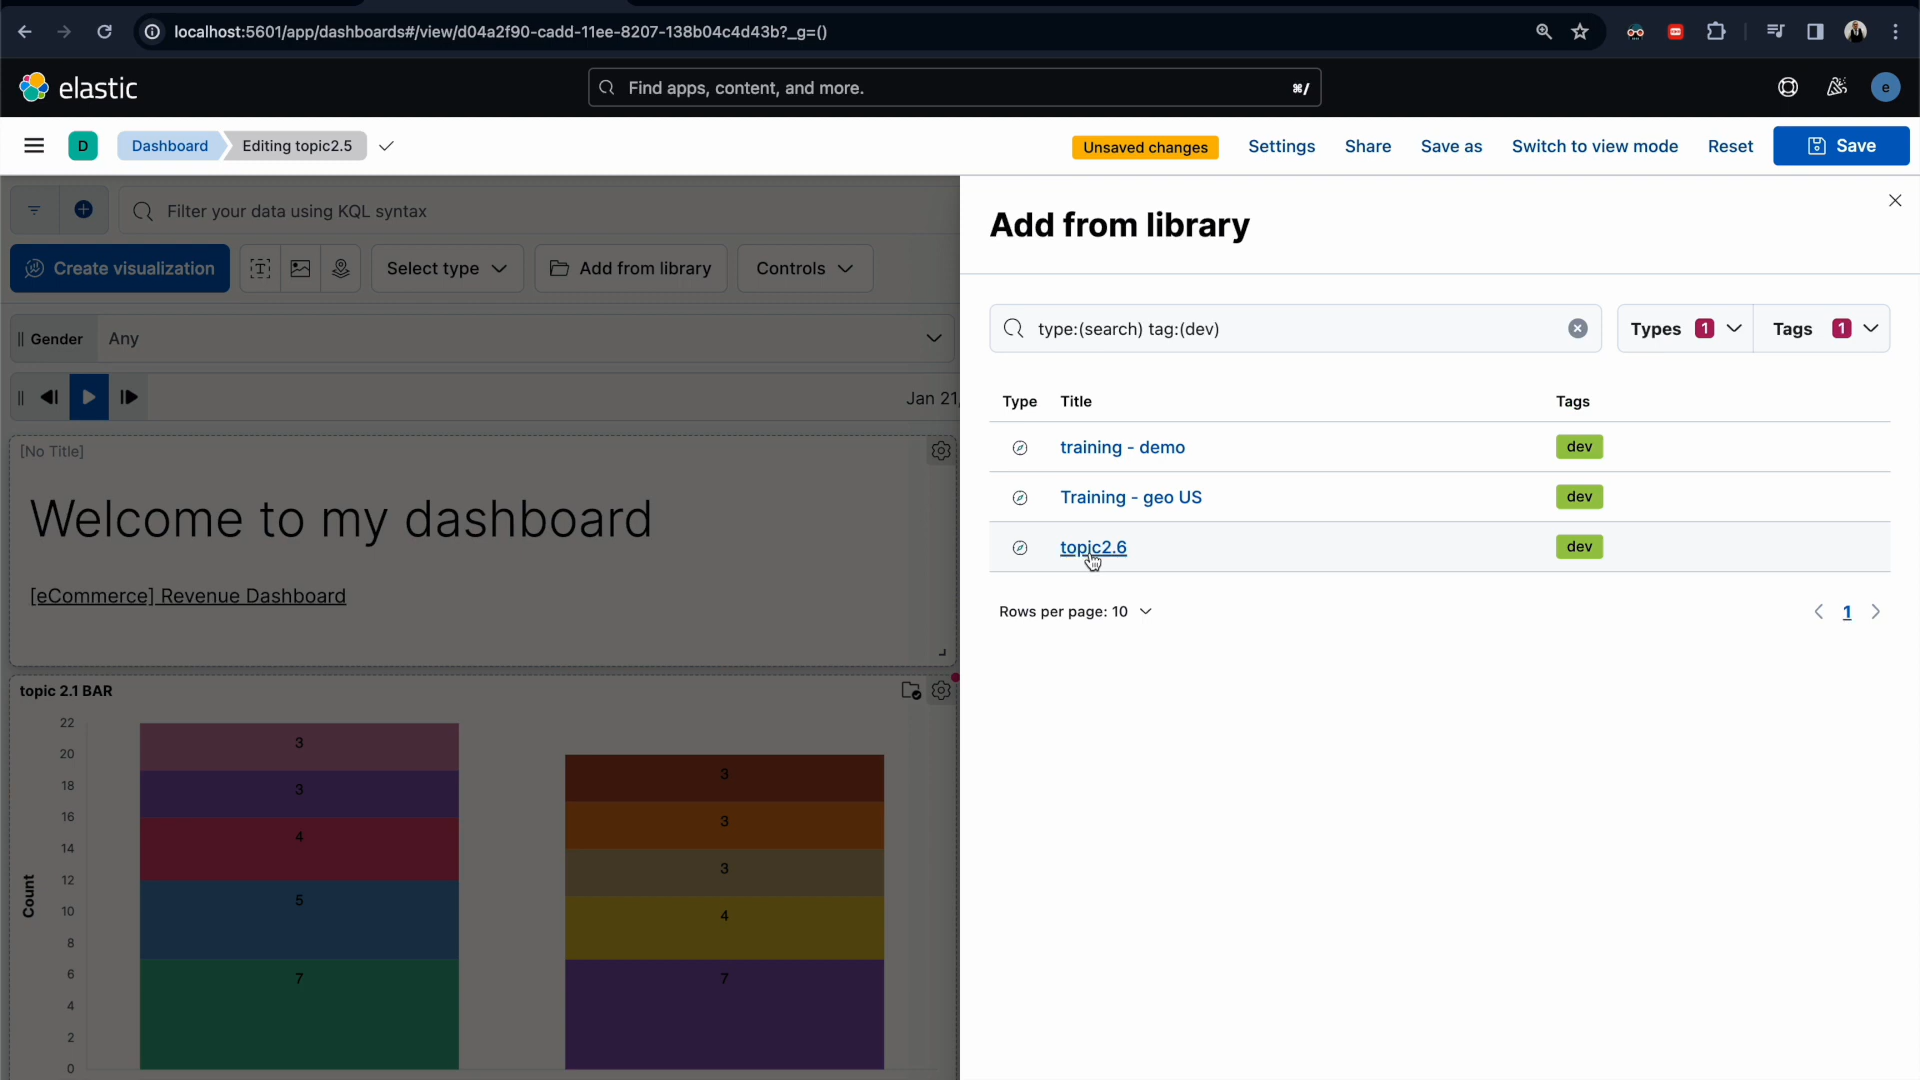 localhost:5601/app/dashboards#/view/d04a2f90-cadd-11ee-8207-138b04c4d43b?_g=()
elastic
Find apps, content, and more.
⌘/
e
D
Dashboard
Editing topic2.5
Unsaved changes
Settings
Share
Save as
Switch to view mode
Reset
Save
Filter your data using KQL syntax
Create visualization
Select type
Add from library
Controls
Gender
Any
Jan 21,
[No Title]
Welcome to my dashboard
[eCommerce] Revenue Dashboard
topic 2.1 BAR
Count
22
20
18
16
14
12
10
8
6
4
2
0
3
3
4
5
7
3
3
3
4
7
Add from library
type:(search) tag:(dev)
Types 1
Tags 1
Type Title Tags
training - demo dev
Training - geo US dev
topic2.6 dev
Rows per page: 10
1